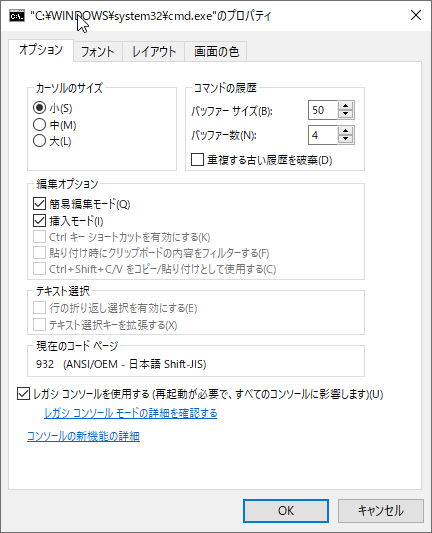 "C:¥WINDOWS¥system32¥cmd.exe"のプロパティ
オプション フォント レイアウト 画面の色
カーソルのサイズ
小(S)
中(M)
大(L)
コマンドの履歴
バッファー サイズ(B): 50
バッファー数(N): 4
重複する古い履歴を破棄(D)
編集オプション
簡易編集モード(Q)
挿入モード(I)
Ctrl キー ショートカットを有効にする(K)
貼り付け時にクリップボードの内容をフィルターする(F)
Ctrl+Shift+C/V をコピー/貼り付けとして使用する(C)
テキスト選択
行の折り返し選択を有効にする(E)
テキスト選択キーを拡張する(X)
現在のコード ページ
932 (ANSI/OEM - 日本語 Shift-JIS)
レガシ コンソールを使用する (再起動が必要で、すべてのコンソールに影響します)(U)
レガシ コンソール モードの詳細を確認する
コンソールの新機能の詳細
OK キャンセル